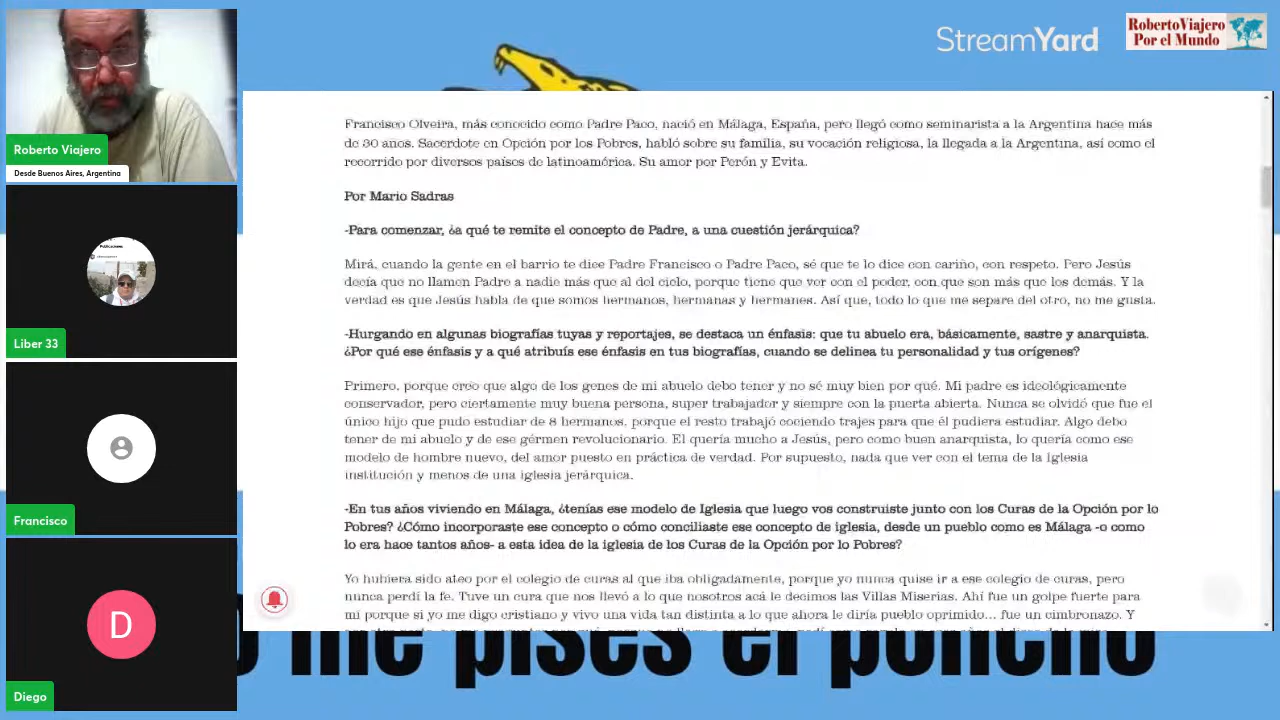 StreamYard
RobertoViajero
Por el Mundo
Roberto Viajero
Desde Buenos Aires, Argentina
Liber 33
Francisco
D
Diego
Francisco Olveira, más conocido como Padre Paco, nació en Málaga, España, pero llegó como seminarista a la Argentina hace más
de 30 años. Sacerdote en Opción por los Pobres, habló sobre su familia, su vocación religiosa, la llegada a la Argentina, así como el
recorrido por diversos países de latinoamérica. Su amor por Perón y Evita.
Por Mario Sadras
-Para comenzar, ¿a qué te remite el concepto de Padre, a una cuestión jerárquica?
Mirá, cuando la gente en el barrio te dice Padre Francisco o Padre Paco, sé que te lo dice con cariño, con respeto. Pero Jesús
decía que no llamen Padre a nadie más que al del cielo, porque tiene que ver con el poder, con que son más que los demás. Y la
verdad es que Jesús habla de que somos hermanos, hermanas y hermanes. Así que, todo lo que me separe del otro, no me gusta.
-Hurgando en algunas biografías tuyas y reportajes, se destaca un énfasis: que tu abuelo era, básicamente, sastre y anarquista.
¿Por qué ese énfasis y a qué atribuís ese énfasis en tus biografías, cuando se delinea tu personalidad y tus orígenes?
Primero, porque creo que algo de los genes de mi abuelo debo tener y no sé muy bien por qué. Mi padre es ideológicamente
conservador, pero ciertamente muy buena persona, super trabajador y siempre con la puerta abierta. Nunca se olvidó que fue el
único hijo que pudo estudiar de 8 hermanos, porque el resto trabajó cociendo trajes para que él pudiera estudiar. Algo debo
tener de mi abuelo y de ese gérmen revolucionario. El quería mucho a Jesús, pero como buen anarquista, lo quería como ese
modelo de hombre nuevo, del amor puesto en práctica de verdad. Por supuesto, nada que ver con el tema de la Iglesia
institución y menos de una iglesia jerárquica.
-En tus años viviendo en Málaga, ¿tenías ese modelo de Iglesia que luego vos construiste junto con los Curas de la Opción por lo
Pobres? ¿Cómo incorporaste ese concepto o cómo conciliaste ese concepto de iglesia, desde un pueblo como es Málaga -o como
lo era hace tantos años- a esta idea de la iglesia de los Curas de la Opción por lo Pobres?
Yo hubiera sido ateo por el colegio de curas al que iba obligadamente, porque yo nunca quise ir a ese colegio de curas, pero
nunca perdí la fe. Tuve un cura que nos llevó a lo que nosotros acá le decimos las Villas Miserias. Ahí fue un golpe fuerte para
mí porque si yo me digo cristiano y vivo una vida tan distinta a lo que ahora le diría pueblo oprimido... fue un cimbronazo. Y
me pises el poncho